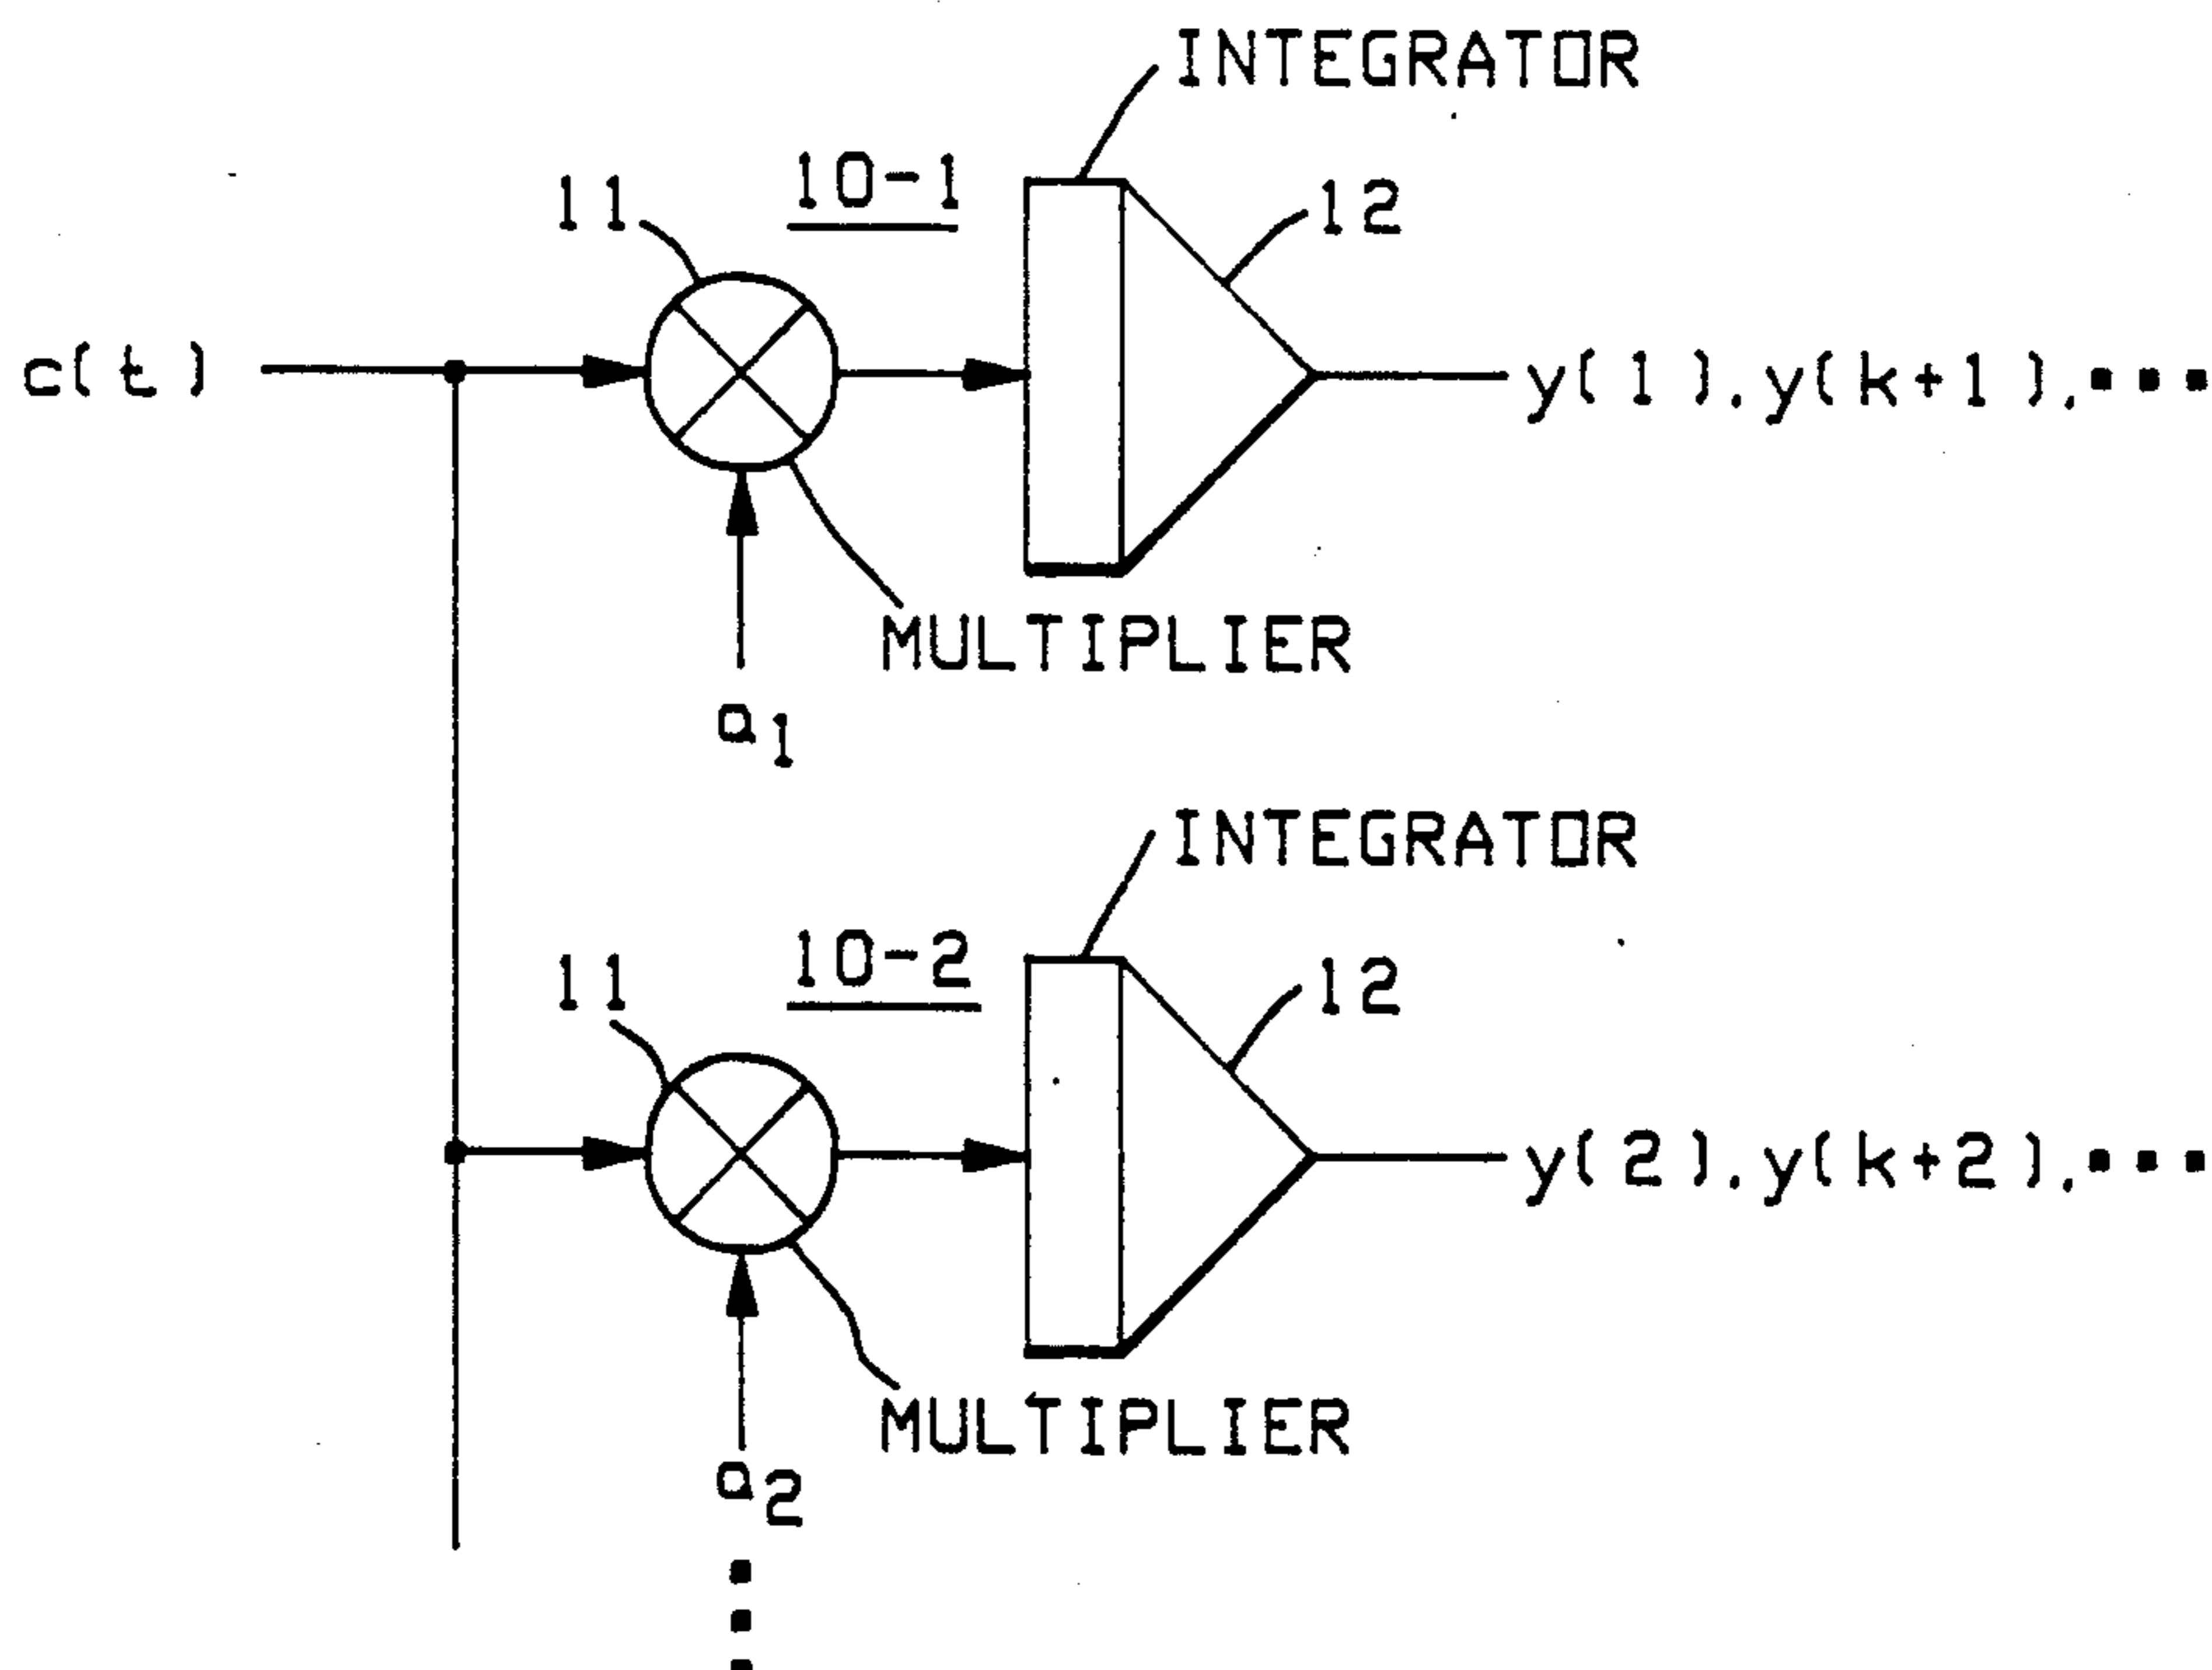 INTEGRATOR
11
10-1
12
c(t)
y(1),y(k+1),...
MULTIPLIER
a1
INTEGRATOR
11
10-2
12
y(2),y(k+2),...
MULTIPLIER
a2